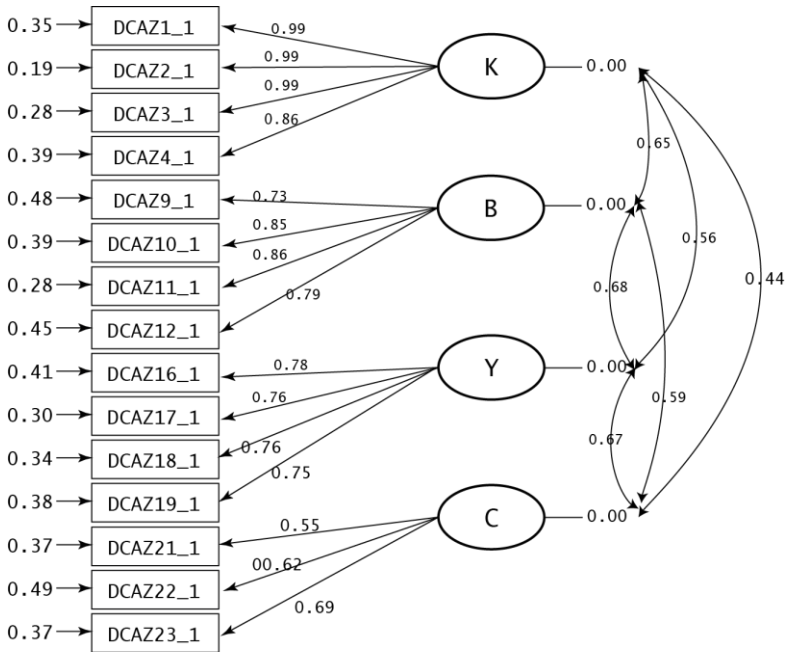 0.35 DCAZ1_1 0.99
0.19 DCAZ2_1 0.99 K 0.00
0.28 DCAZ3_1 0.99
0.39 DCAZ4_1 0.86 0.65
0.48 DCAZ9_1 0.73 B 0.00
0.39 DCAZ10_1 0.85 0.56
0.28 DCAZ11_1 0.86 0.68 0.44
0.45 DCAZ12_1 0.79
0.41 DCAZ16_1 0.78 Y 0.00
0.30 DCAZ17_1 0.76 0.59
0.34 DCAZ18_1 0.76 0.67
0.38 DCAZ19_1 0.75
0.37 DCAZ21_1 0.55 C 0.00
0.49 DCAZ22_1 00.62
0.37 DCAZ23_1 0.69